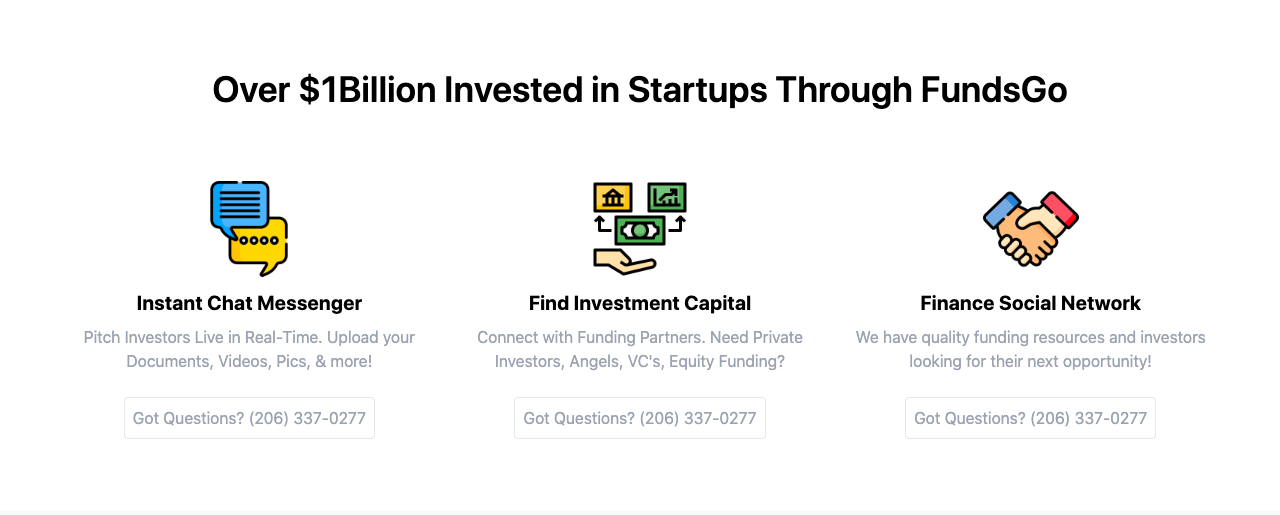 Over $1Billion Invested in Startups Through FundsGo
Instant Chat Messenger
Pitch Investors Live in Real-Time. Upload your
Documents, Videos, Pics, & more!
Got Questions? (206) 337-0277
Find Investment Capital
Connect with Funding Partners. Need Private
Investors, Angels, VC's, Equity Funding?
Got Questions? (206) 337-0277
Finance Social Network
We have quality funding resources and investors
looking for their next opportunity!
Got Questions? (206) 337-0277